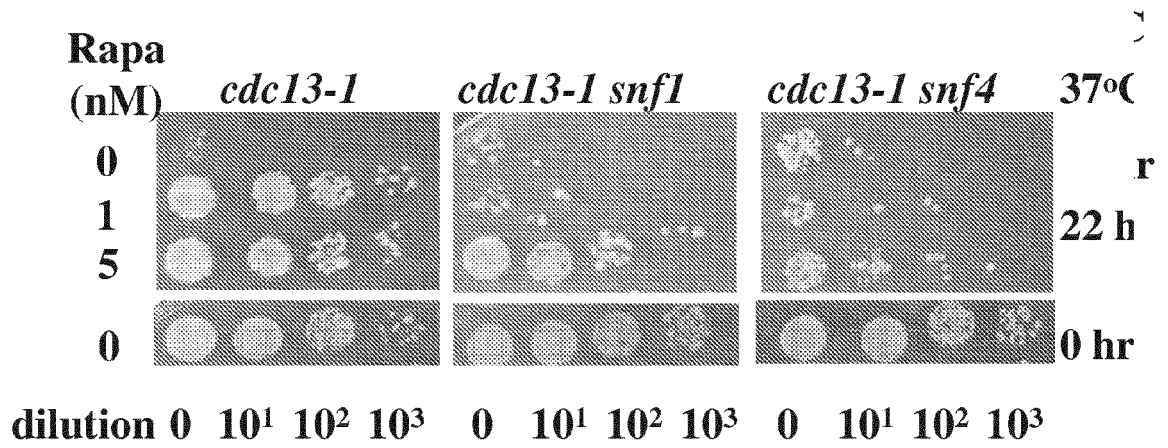 Rapa
(nM) cdc13-1 cdc13-1 snf1 cdc13-1 snf4 37°C
0
r
1 22 h
5
0 0 hr
dilution 0 10¹ 10² 10³ 0 10¹ 10² 10³ 0 10¹ 10² 10³